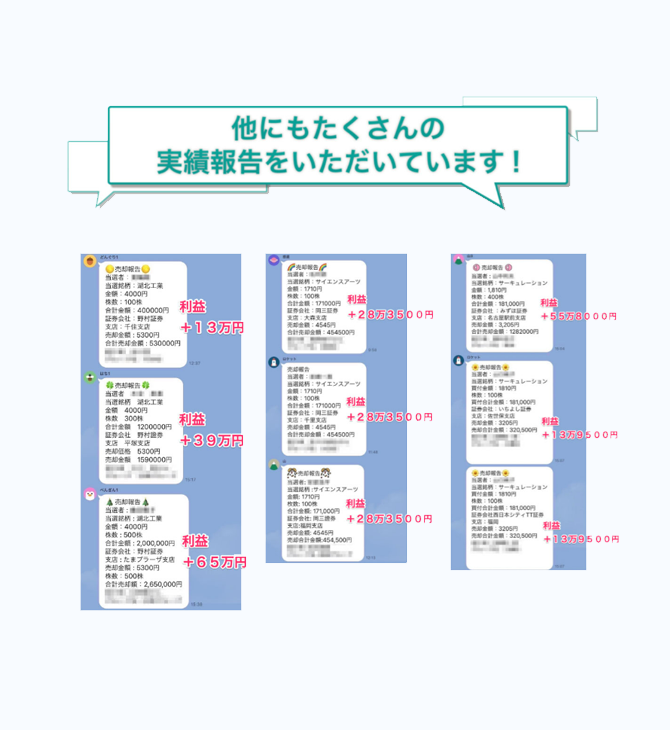 他にもたくさんの
実績報告をいただいています！
売却報告
当選者：
当選銘柄：湖北工業
金額：4000円
株数：100株
合計金額：400000円
証券会社：野村証券
支店：千住支店
売却金額：5300円
合計売却金額：530000円
利益
＋１３万円
売却報告
当選者
当選銘柄　湖北工業
金額　4000円
株数　300株
合計金額　1200000円
証券会社　野村證券
支店　平塚支店
売却価格　5300円
売却金額　1590000円
利益
＋３９万円
売却報告
当選者：
当選銘柄：湖北工業
金額：4000円
株数：500株
合計金額：2,000,000円
証券会社：野村証券
支店：たまプラーザ支店
売却金額：5300円
株数：500株
合計売却額：2,650,000円
利益
＋６５万円
売却報告
当選者：
当選銘柄：サイエンスアーツ
金額：1710円
株数：100株
合計金額：171000円
証券会社：岡三証券
支店：大森支店
売却金額：4545円
合計売却金額：454500円
利益
＋２８万３５００円
売却報告
当選者：
当選銘柄：サイエンスアーツ
金額：1710円
株数：100株
合計金額：171000円
証券会社：岡三証券
支店：千里支店
売却金額：4545円
合計売却金額：454500円
利益
＋２８万３５００円
売却報告
当選者:
当選銘柄:サイエンスアーツ
金額:1710円
株数:100株
合計金額:171,000円
証券会社:岡三證券
支店:福岡支店
売却金額:4545円
売却合計金額:454,500円
利益
＋２８万３５００円
売却報告
当選者：
当選銘柄：サーキュレーション
金額：1,810円
株数：400株
合計金額：181,000円
証券会社：みずほ証券
支店：名古屋駅前支店
売却金額：3,205円
売却合計金額：1282000円
利益
＋５５万８０００円
売却報告
当選者：
当選銘柄：サーキュレーション
買付金額：1810円
株数：100株
買付合計金額：181,000円
証券会社：いちよし証券
支店：佐世保支店
売却金額：3205円
売却合計金額：320,500円
利益
＋１３万９５００円
売却報告
当選者：
当選銘柄：サーキュレーション
買付金額：1810円
株数：100株
買付合計金額：181,000円
証券会社西日本シティTT証券
支店：福岡
売却金額：3205円
売却合計金額：320,500円
利益
＋１３万９５００円